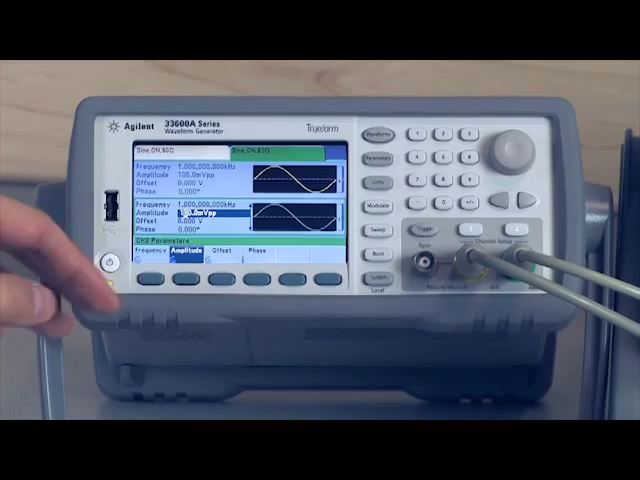 Agilent
33600A Series
Waveform Generator
Trueform
Sine, ON, 50Ω
Sine, ON, 50Ω
Frequency 1.000,000,000kHz
Amplitude 100.0mVpp
Offset 0.000 V
Phase 0.000°
Frequency 1.000,000,000kHz
Amplitude 100.0mVpp
Offset 0.000 V
Phase 0.000°
CH2 Parameters
Frequency Amplitude Offset Phase
Waveforms 1 2 3
Parameters 4 5 6
Units 7 8 9
Modulate 0 . +/-
Sweep
Burst
System
Local
Trigger 1 2
Channel Setup
Sync